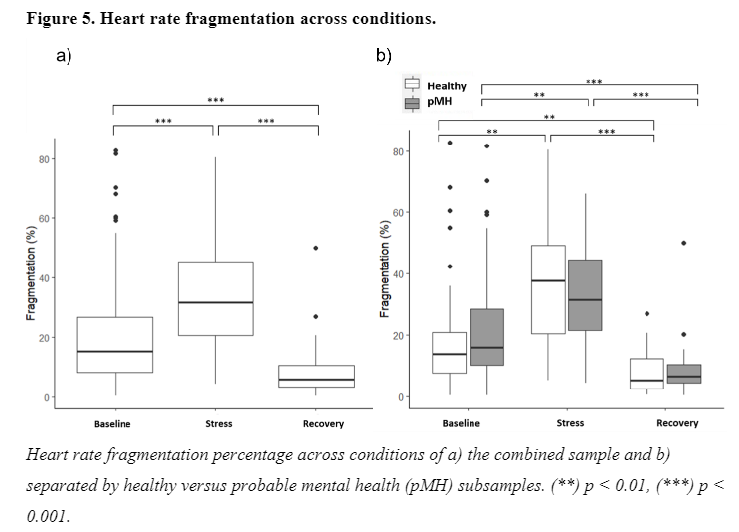 Figure 5. Heart rate fragmentation across conditions.
a)
***
***
***
Fragmentation (%)
80
60
40
20
0
Baseline
Stress
Recovery
b)
Healthy
pMH
***
**
***
**
**
***
Fragmentation (%)
80
60
40
20
0
Baseline
Stress
Recovery
Heart rate fragmentation percentage across conditions of a) the combined sample and b)
separated by healthy versus probable mental health (pMH) subsamples. (**) p < 0.01, (***) p <
0.001.